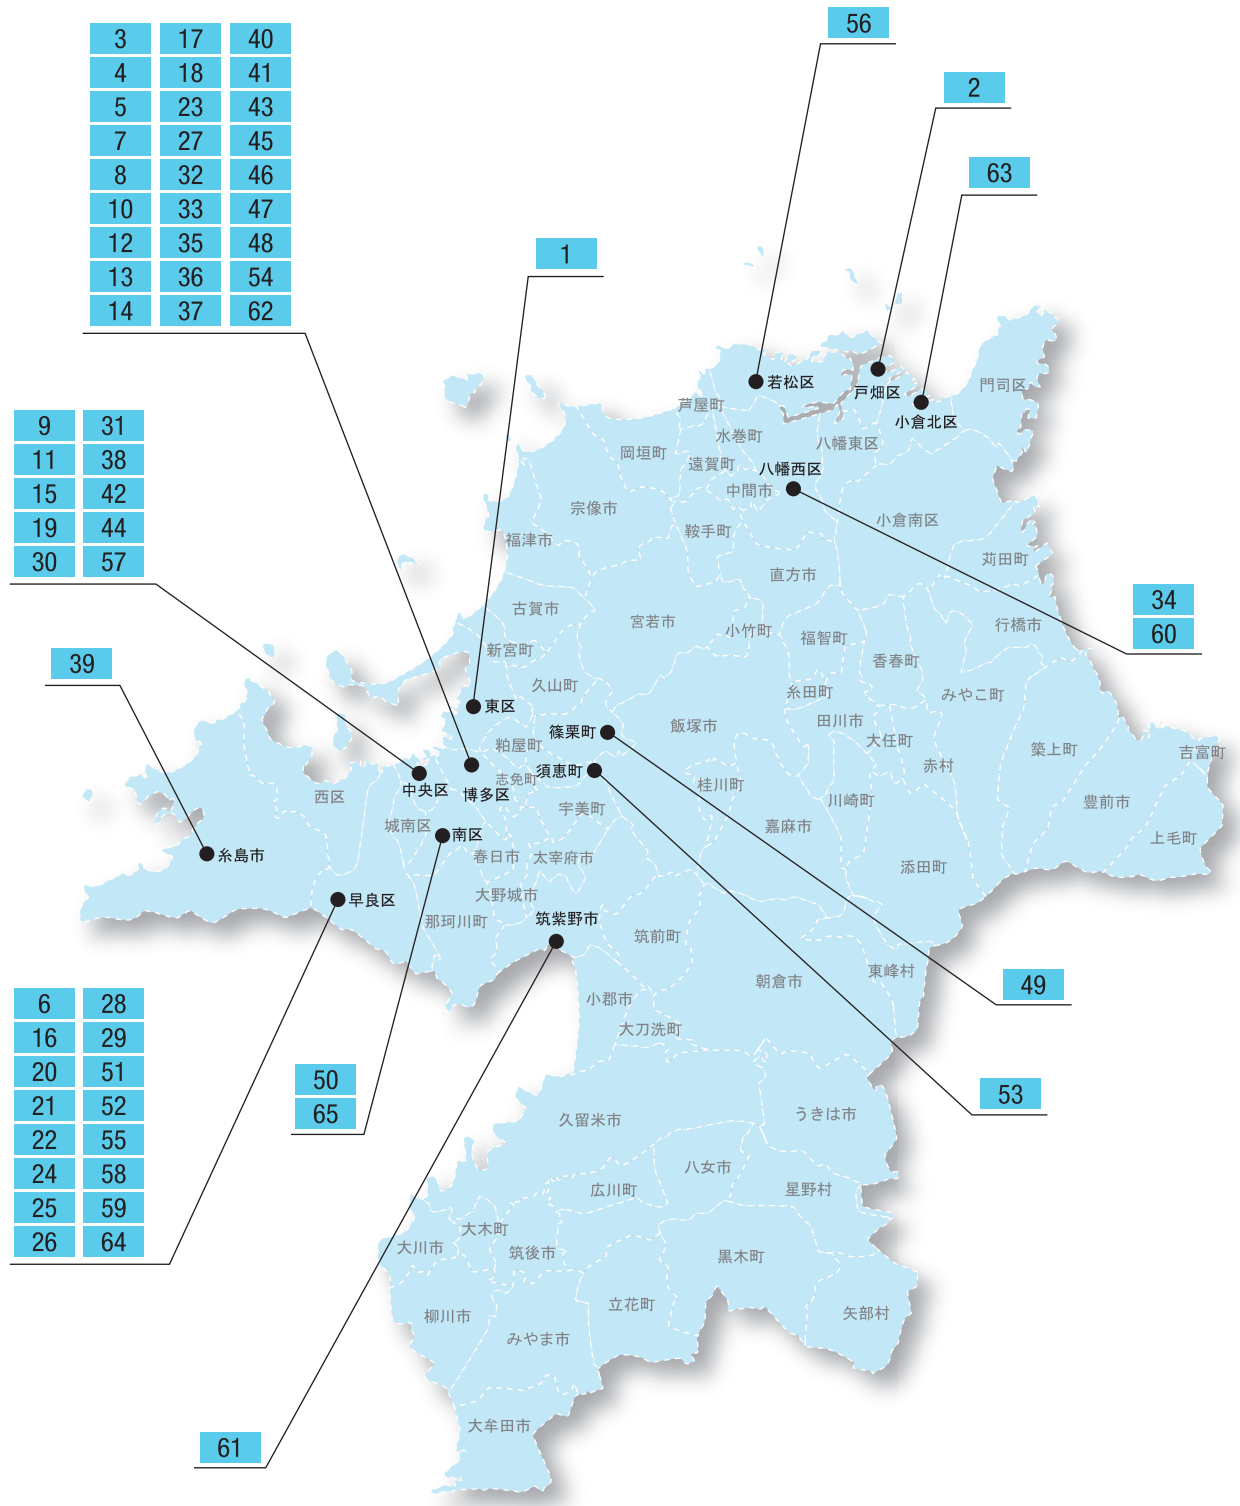 3 17 40
4 18 41
5 23 43
7 27 45
8 32 46
10 33 47
12 35 48
13 36 54
14 37 62
56
2
63
1
9 31
11 38
15 42
19 44
30 57
39
34
60
6 28
16 29
20 51
21 52
22 55
24 58
25 59
26 64
50
65
49
53
61
若松区
戸畑区
小倉北区
門司区
芦屋町
水巻町
八幡東区
岡垣町
遠賀町
八幡西区
中間市
宗像市
小倉南区
鞍手町
福津市
苅田町
直方市
古賀市
宮若市
小竹町
福智町
行橋市
新宮町
香春町
久山町
糸田町
みやこ町
東区
篠栗町
飯塚市
田川市
大任町
粕屋町
築上町
吉富町
赤村
須恵町
志免町
中央区
博多区
西区
桂川町
川崎町
豊前市
宇美町
城南区
南区
嘉麻市
上毛町
糸島市
春日市
太宰府市
添田町
早良区
大野城市
那珂川町
筑紫野市
筑前町
朝倉市
東峰村
小郡市
大刀洗町
久留米市
うきは市
八女市
広川町
星野村
大木町
大川市
筑後市
黒木町
柳川市
立花町
矢部村
みやま市
大牟田市